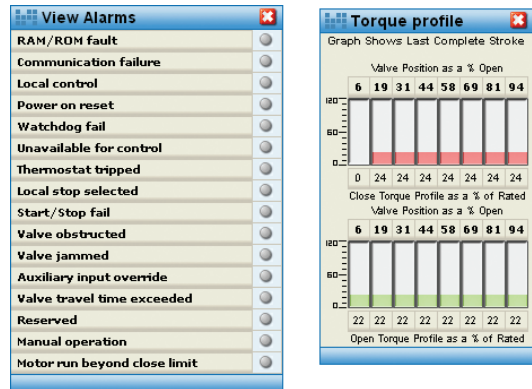 View Alarms
RAM/ROM fault
Communication failure
Local control
Power on reset
Watchdog fail
Unavailable for control
Thermostat tripped
Local stop selected
Start/Stop fail
Valve obstructed
Valve jammed
Auxiliary input override
Valve travel time exceeded
Reserved
Manual operation
Motor run beyond close limit
Torque profile
Graph Shows Last Complete Stroke
Valve Position as a % Open
6 19 31 44 58 69 81 94
120
60
0
0 24 24 24 24 24 24 24
Close Torque Profile as a % of Rated
Valve Position as a % Open
6 19 31 44 58 69 81 94
120
60
0
22 22 22 22 22 22 22 22
Open Torque Profile as a % of Rated